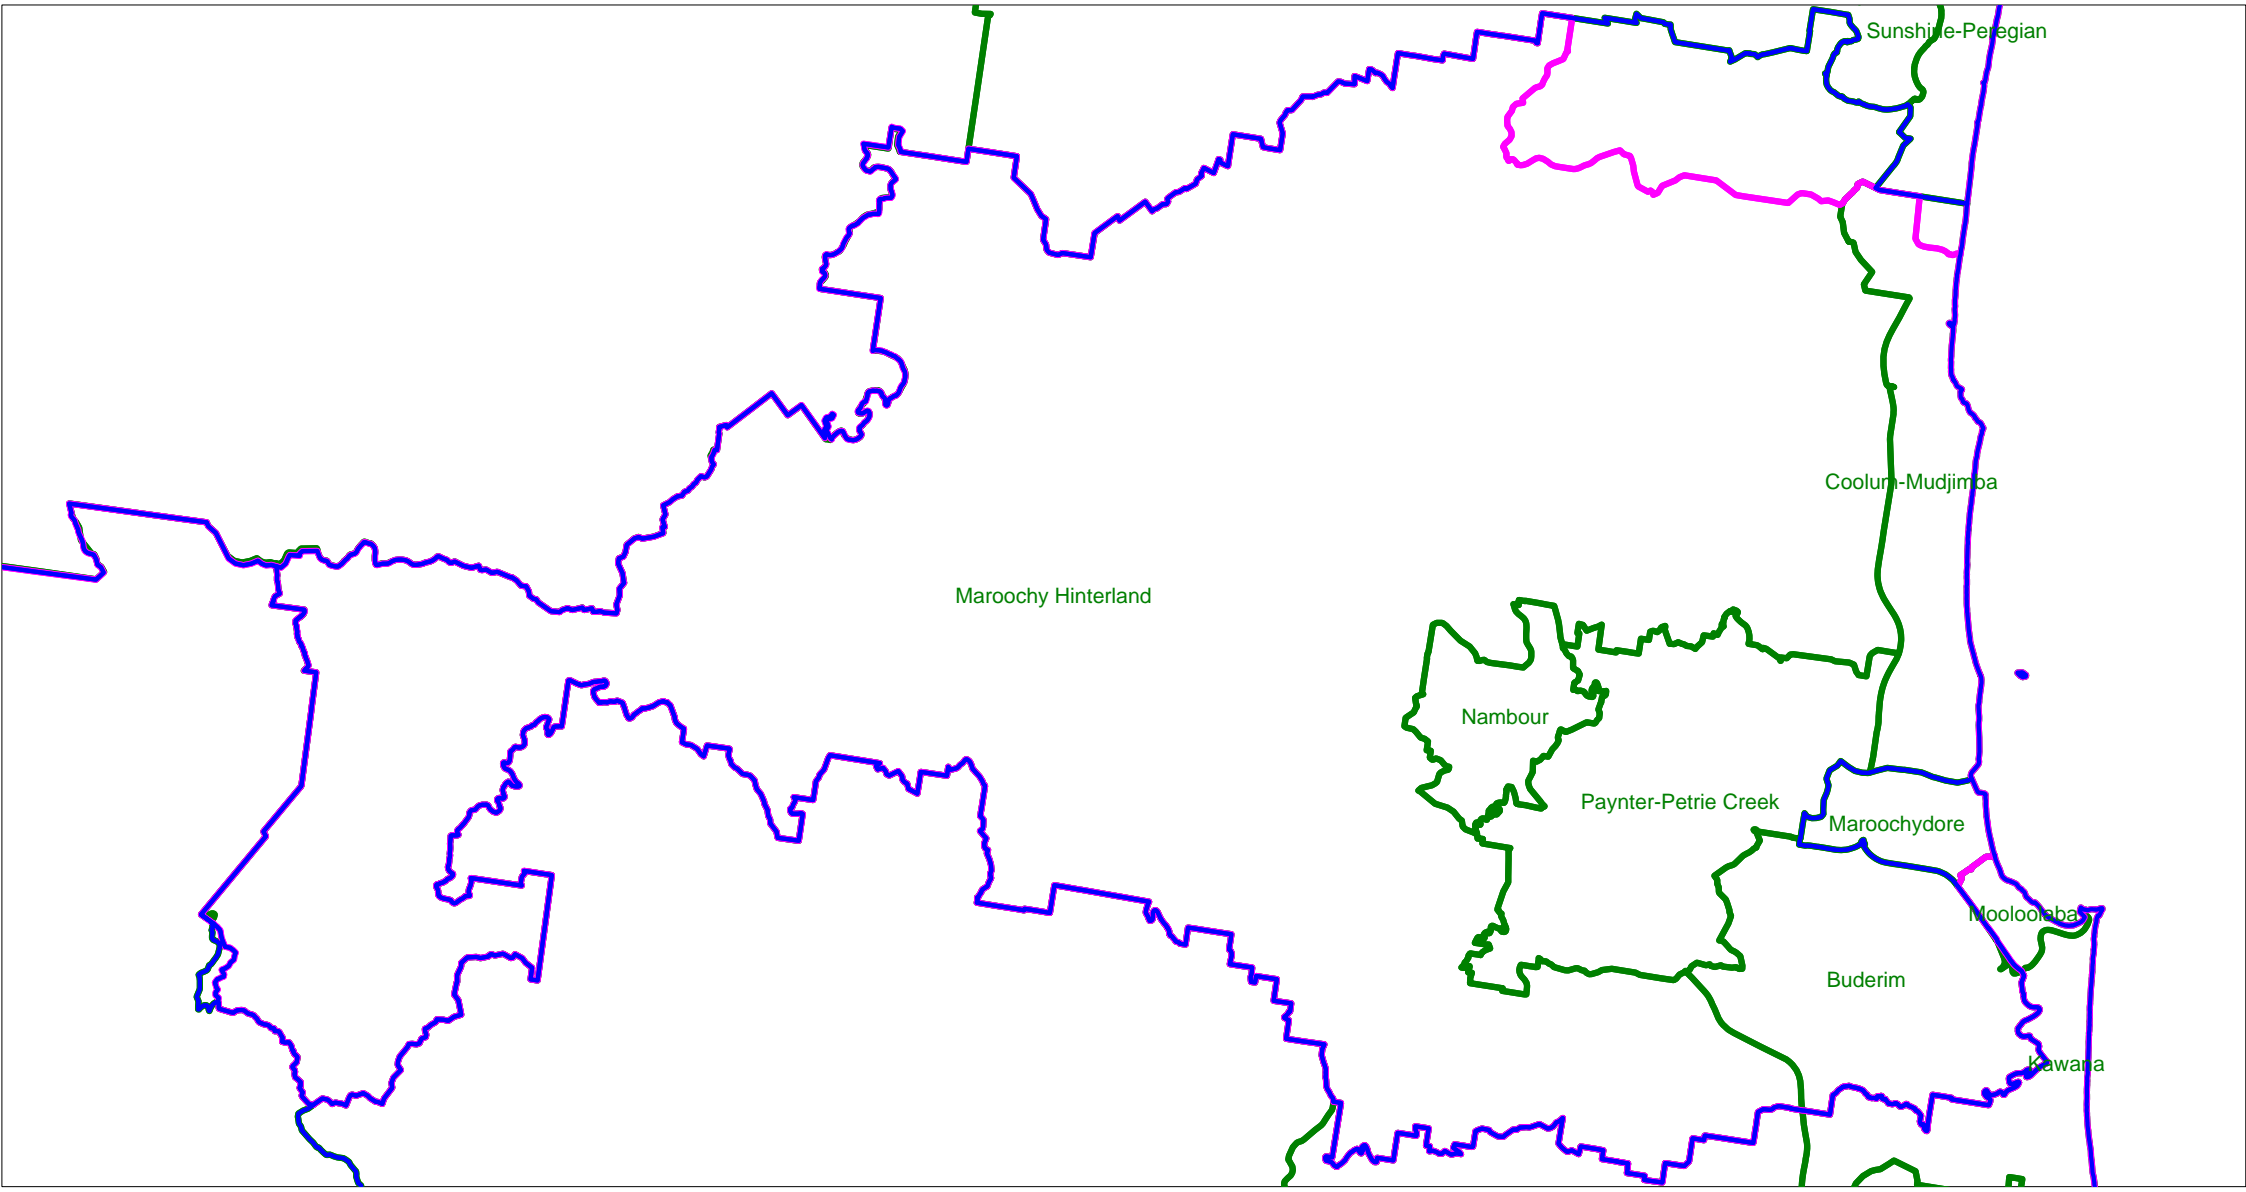 Sunshine-Peregian
Coolum-Mudjimba
Maroochy Hinterland
Nambour
Paynter-Petrie Creek
Maroochydore
Mooloolaba
Buderim
Kawana